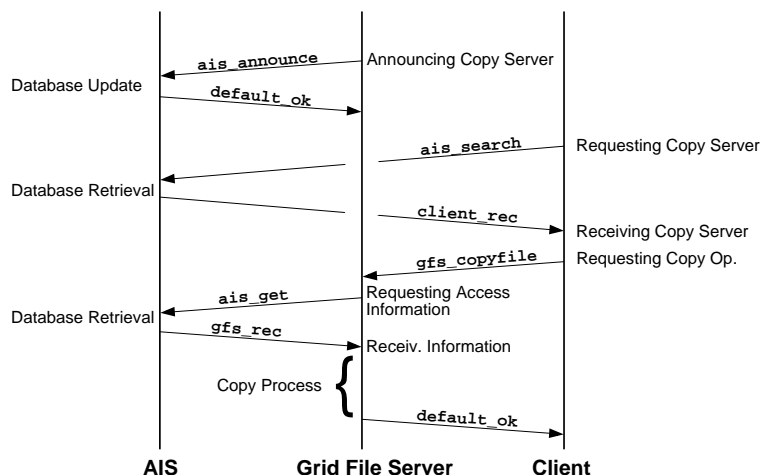 ais_announce
Announcing Copy Server
Database Update
default_ok
ais_search
Requesting Copy Server
Database Retrieval
client_rec
Receiving Copy Server
gfs_copyfile
Requesting Copy Op.
ais_get
Requesting Access
Information
Database Retrieval
gfs_rec
Receiv. Information
Copy Process
default_ok
AIS
Grid File Server
Client